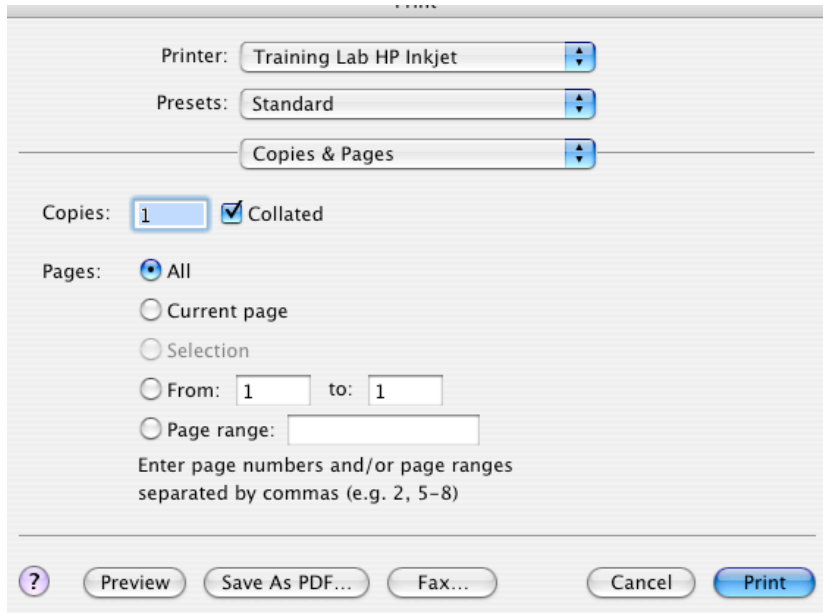 Print
Printer: Training Lab HP Inkjet
Presets: Standard
Copies & Pages
Copies: 1 Collated
Pages: All
Current page
Selection
From: 1 to: 1
Page range:
Enter page numbers and/or page ranges
separated by commas (e.g. 2, 5-8)
? Preview Save As PDF... Fax... Cancel Print